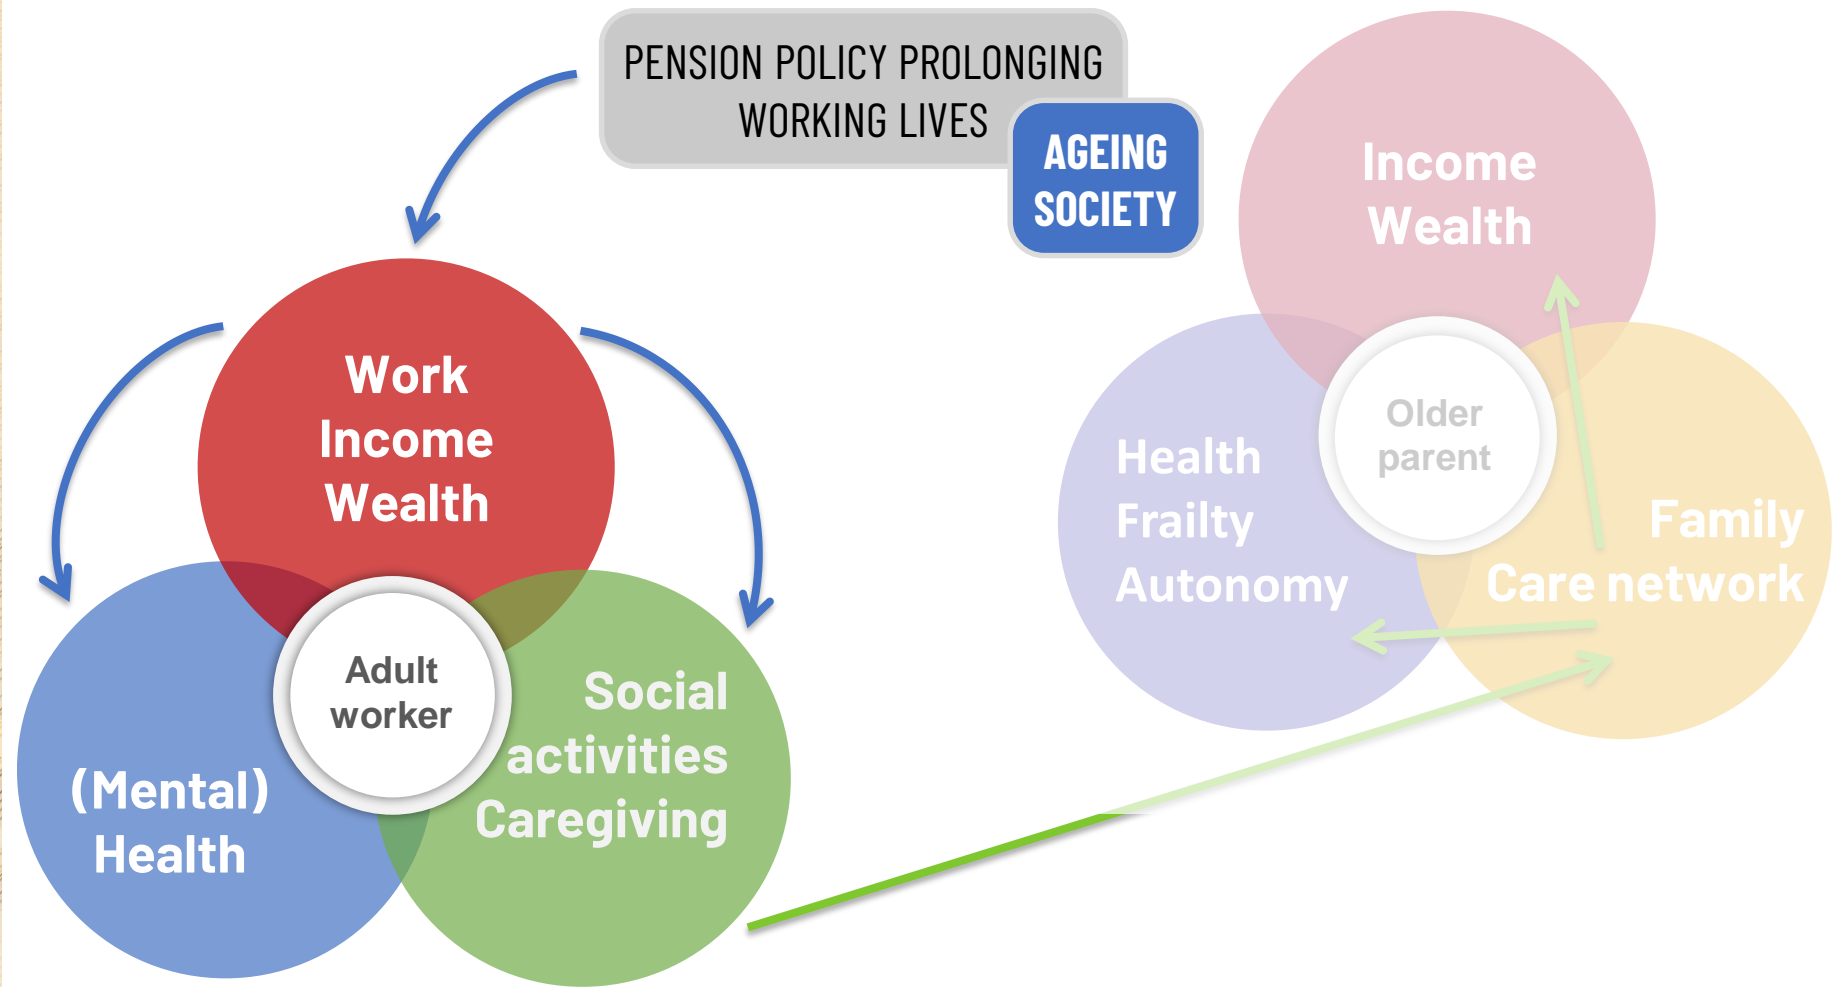 PENSION POLICY PROLONGING
WORKING LIVES
AGEING
SOCIETY
Work
Income
Wealth
Adult
worker
(Mental)
Health
Social
activities
Caregiving
Income
Wealth
Older
parent
Health
Frailty
Autonomy
Family
Care network